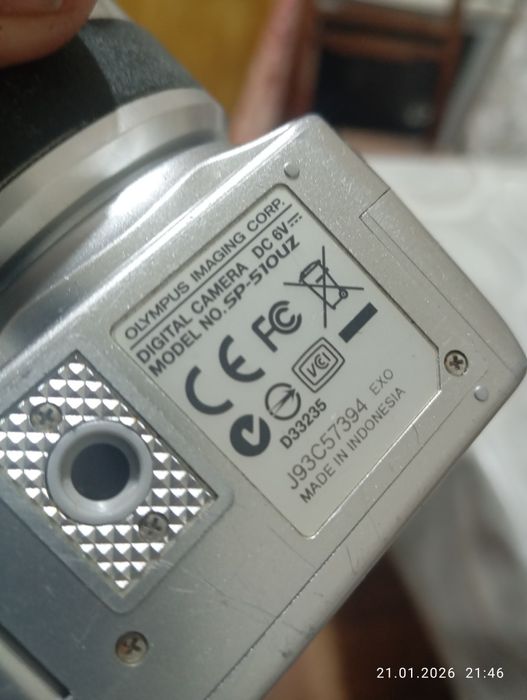 OLYMPUS IMAGING CORP.
DIGITAL CAMERA DC 6V
MODEL NO. SP-510UZ
CE FC
VCI
D33235
J93C57394 EXO
MADE IN INDONESIA
21.01.2026 21:46